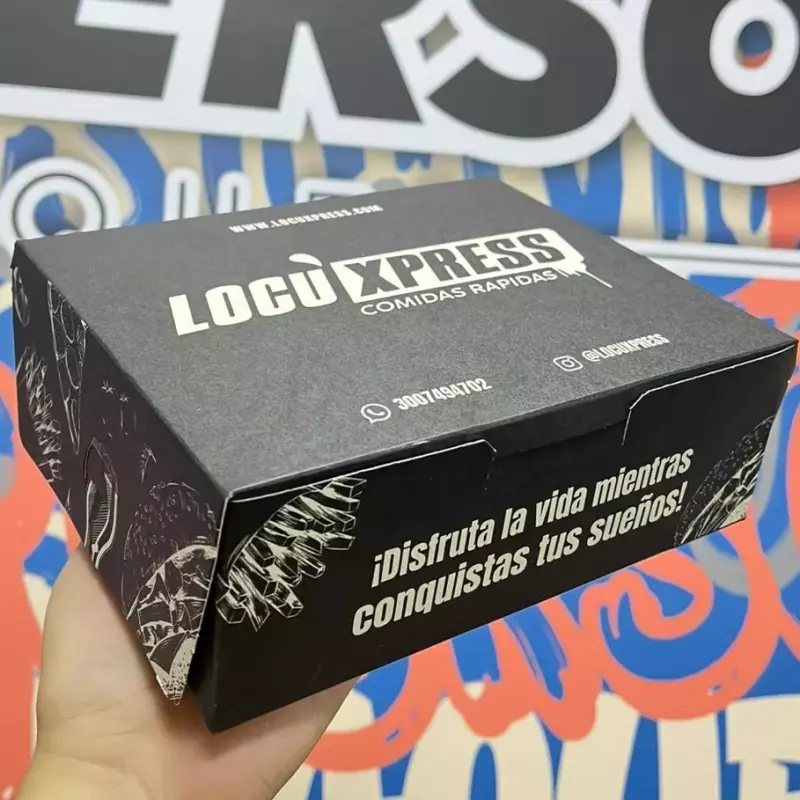 WWW.LOCUXPRESS.COM
LOCÙ XPRESS
COMIDAS RAPIDAS
3007494702
@LOCUXPRESS
¡Disfruta la vida mientras
conquistas tus sueños!